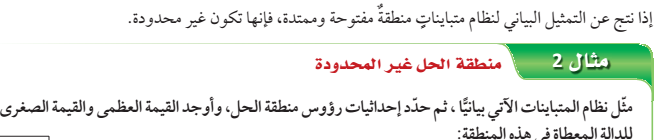 إذا نتج عن التمثيل البياني لنظام متبايناتٍ منطقةٌ مفتوحة وممتدة، فإنها تكون غير محدودة.
مثال 2 منطقة الحل غير المحدودة
مثّل نظام المتباينات الآتي بيانيًّا ، ثم حدّد إحداثيات رؤوس منطقة الحل، وأوجد القيمة العظمى والقيمة الصغرى
للدالة المعطاة في هذه المنطقة: